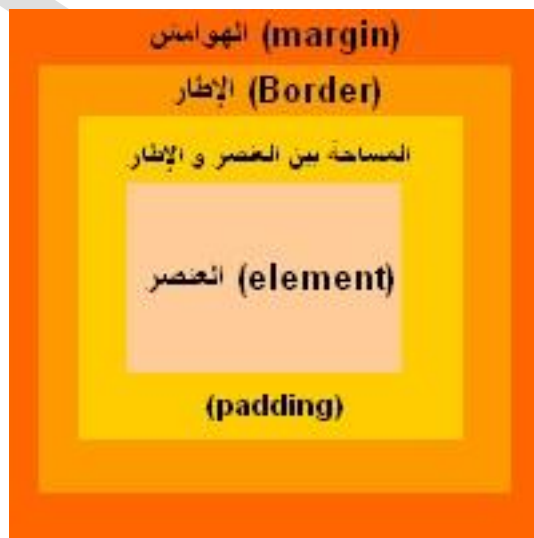 الهوامش (margin)
الإطار (Border)
المساحة بين العنصر و الإطار
العنصر (element)
(padding)